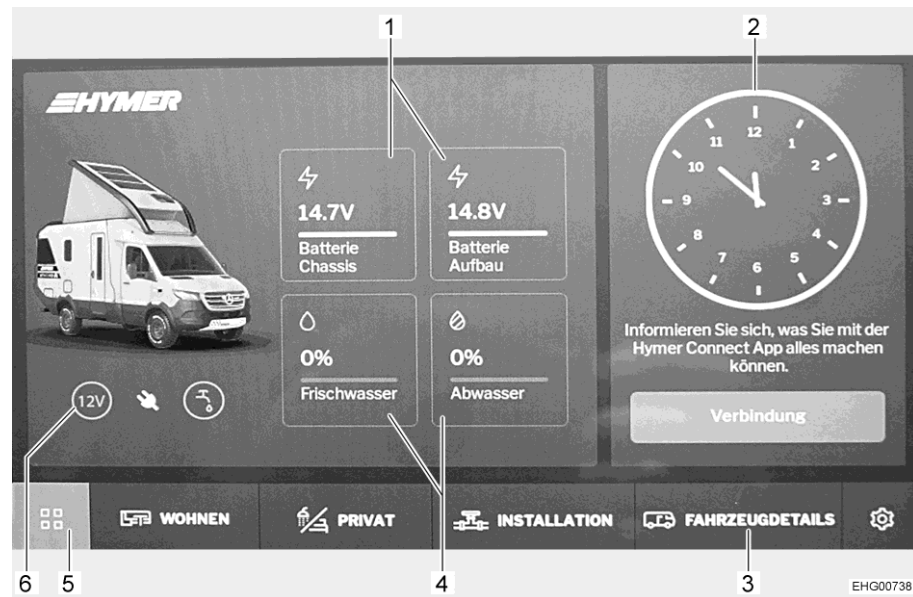 1
2
HYMER
14.7V
Batterie
Chassis
14.8V
Batterie
Aufbau
0%
Frischwasser
0%
Abwasser
12V
12
1
2
3
4
5
6
7
8
9
10
11
Informieren Sie sich, was Sie mit der
Hymer Connect App alles machen
können.
Verbindung
WOHNEN
PRIVAT
INSTALLATION
FAHRZEUGDETAILS
6
5
4
3
EHG00738